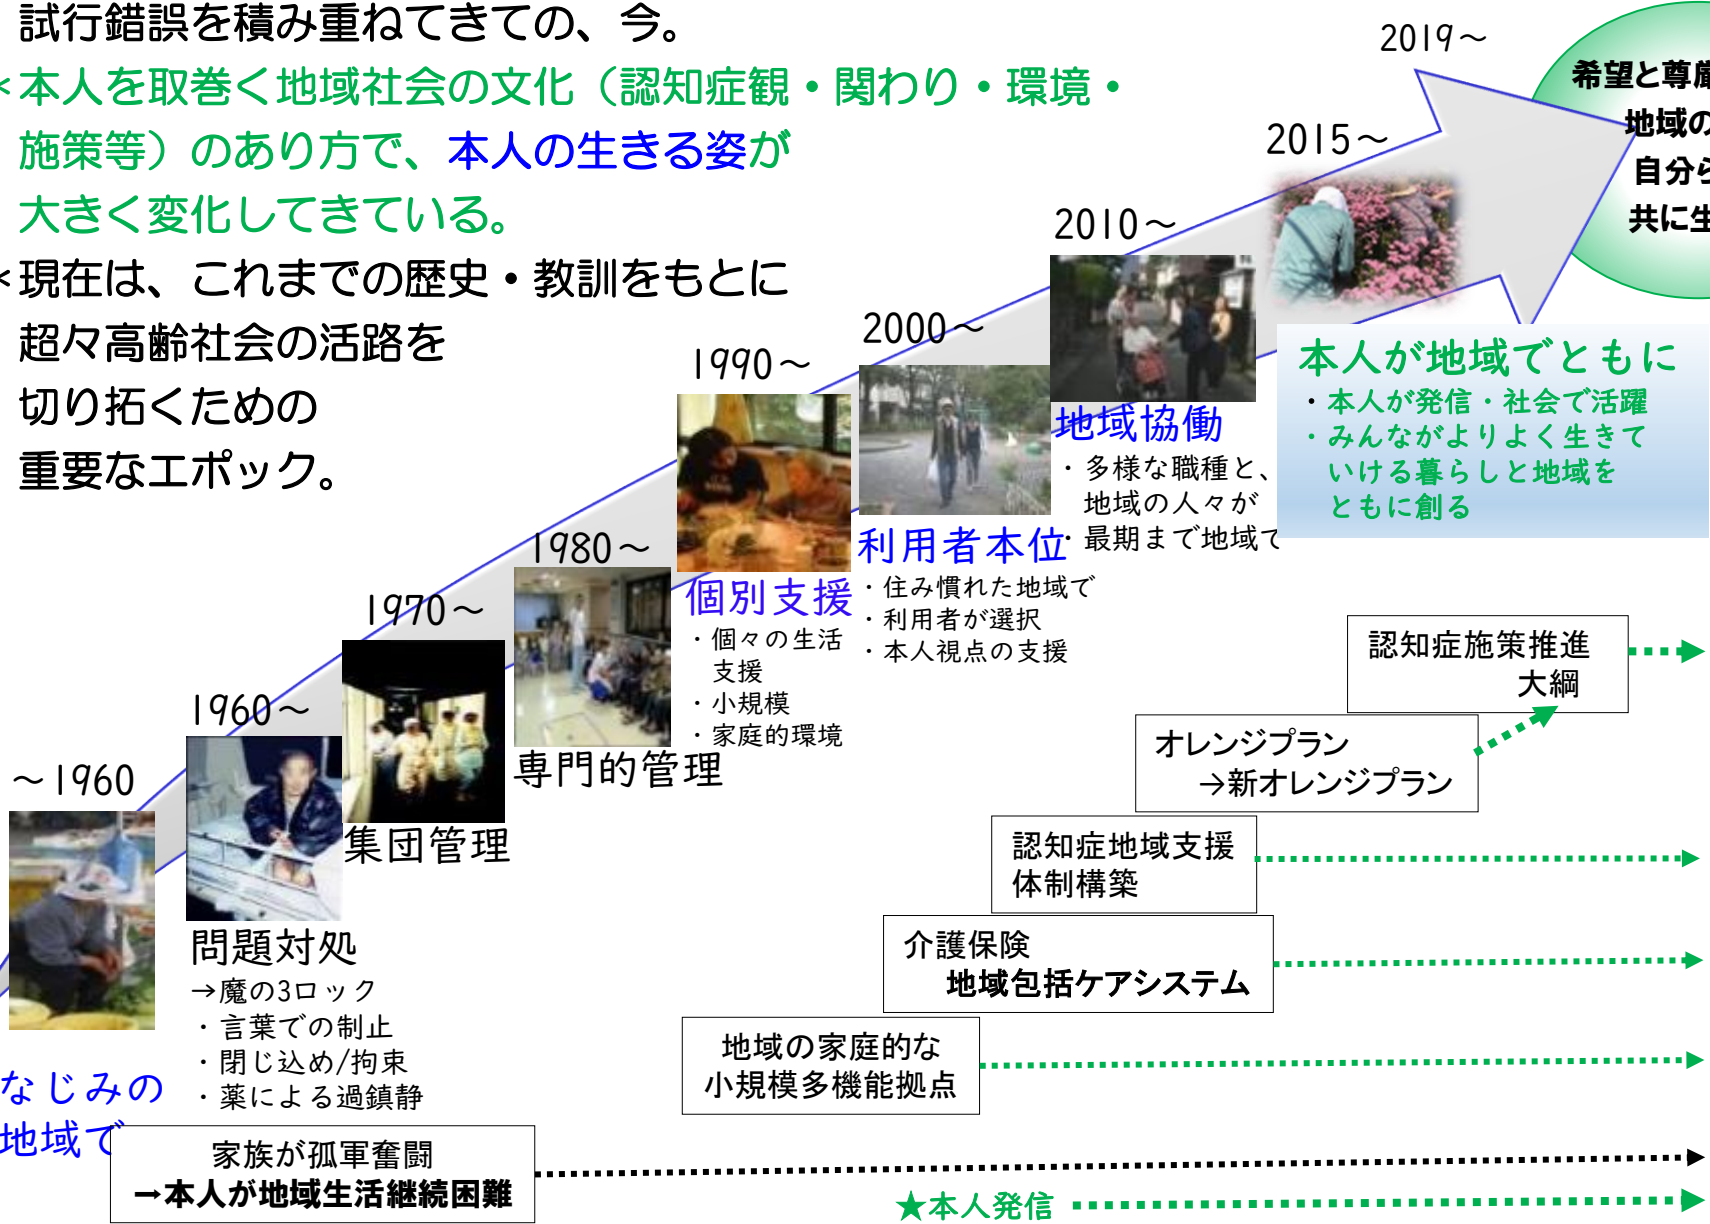 試行錯誤を積み重ねてきての、今。
*本人を取巻く地域社会の文化（認知症観・関わり・環境・
施策等）のあり方で、本人の生きる姿が
大きく変化してきている。
*現在は、これまでの歴史・教訓をもとに
超々高齢社会の活路を
切り拓くための
重要なエポック。
2019～
希望と尊厳
地域の
自分ら
共に生
2015～
本人が地域でともに
・本人が発信・社会で活躍
・みんながよりよく生きて
いける暮らしと地域を
ともに創る
2010～
地域協働
・多様な職種と、
地域の人々が
・最期まで地域で
2000～
利用者本位
・住み慣れた地域で
・利用者が選択
・本人視点の支援
1990～
個別支援
・個々の生活
支援
・小規模
・家庭的環境
1980～
専門的管理
1970～
集団管理
1960～
問題対処
→魔の3ロック
・言葉での制止
・閉じ込め/拘束
・薬による過鎮静
～1960
なじみの
地域で
認知症施策推進
大綱
オレンジプラン
→新オレンジプラン
認知症地域支援
体制構築
介護保険
地域包括ケアシステム
地域の家庭的な
小規模多機能拠点
家族が孤軍奮闘
→本人が地域生活継続困難
★本人発信